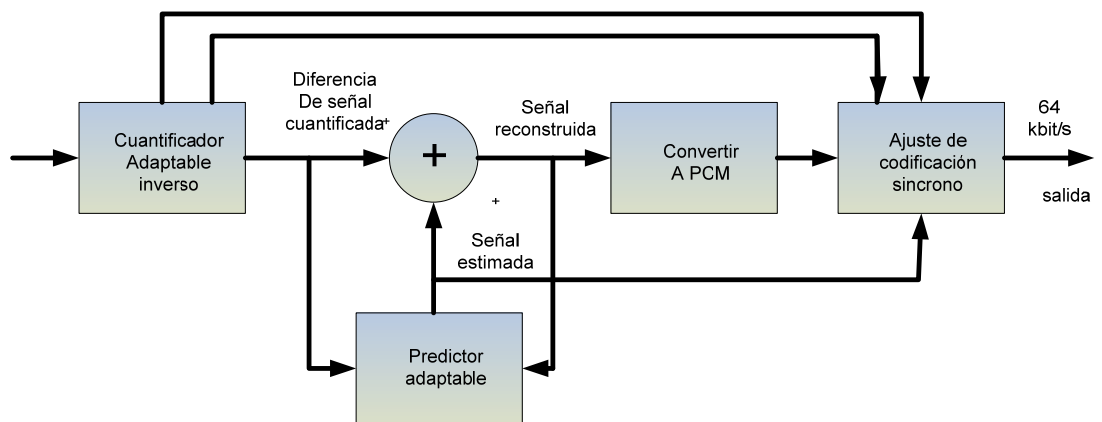 Cuantificador
Adaptable
inverso
Diferencia
De señal
cuantificada+
+
Señal
reconstruida
+
Señal
estimada
Predictor
adaptable
Convertir
A PCM
Ajuste de
codificación
sincrono
64
kbit/s
salida